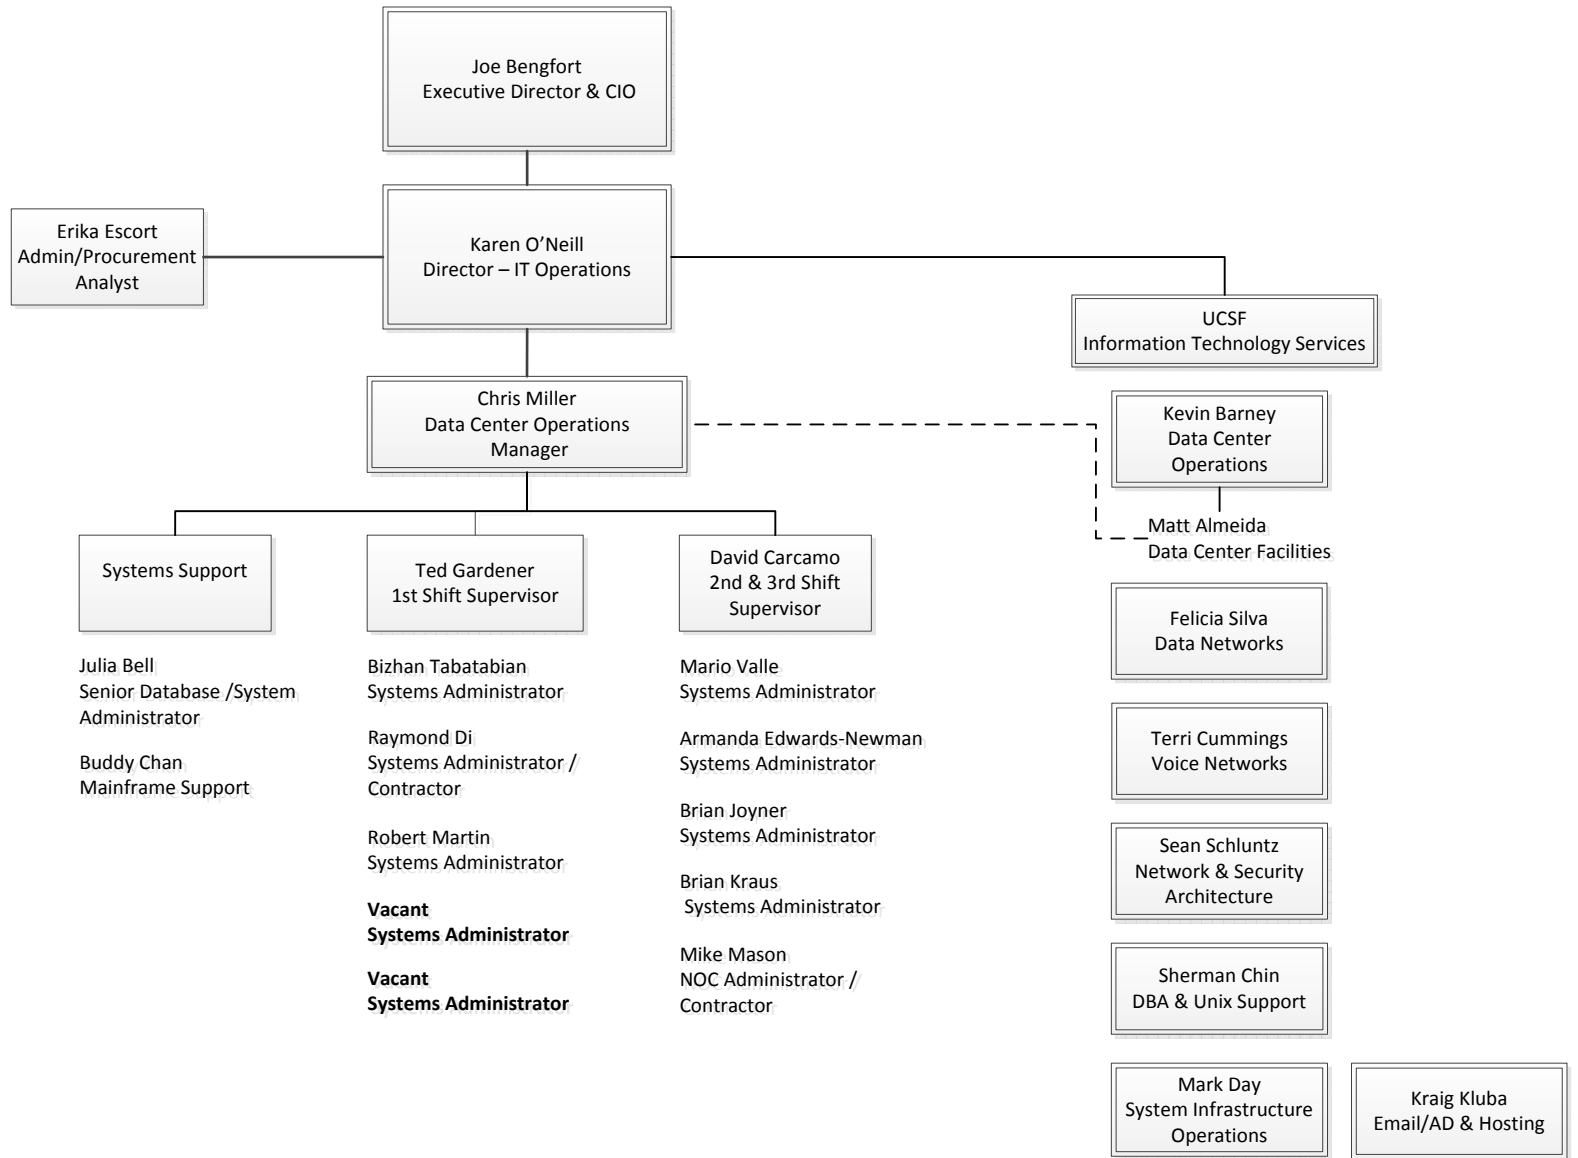 Joe Bengfort
Executive Director & CIO
Erika Escort
Admin/Procurement
Analyst
Karen O’Neill
Director – IT Operations
UCSF
Information Technology Services
Chris Miller
Data Center Operations
Manager
Kevin Barney
Data Center
Operations
Matt Almeida
Data Center Facilities
Systems Support
Julia Bell
Senior Database /System
Administrator
Buddy Chan
Mainframe Support
Ted Gardener
1st Shift Supervisor
Bizhan Tabatabian
Systems Administrator
Raymond Di
Systems Administrator /
Contractor
Robert Martin
Systems Administrator
Vacant
Systems Administrator
Vacant
Systems Administrator
David Carcamo
2nd & 3rd Shift
Supervisor
Mario Valle
Systems Administrator
Armanda Edwards-Newman
Systems Administrator
Brian Joyner
Systems Administrator
Brian Kraus
Systems Administrator
Mike Mason
NOC Administrator /
Contractor
Felicia Silva
Data Networks
Terri Cummings
Voice Networks
Sean Schluntz
Network & Security
Architecture
Sherman Chin
DBA & Unix Support
Mark Day
System Infrastructure
Operations
Kraig Kluba
Email/AD & Hosting